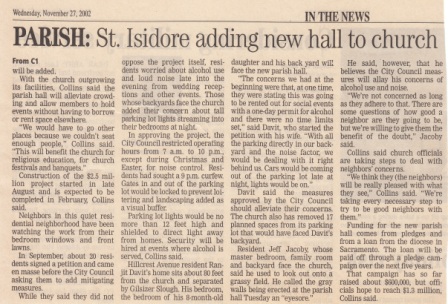 Wednesday, November 27, 2002
IN THE NEWS
PARISH: St. Isidore adding new hall to church
From C1
will be added.
With the church outgrowing
its facilities, Collins said the
parish hall will alleviate crowd-
ing and allow members to hold
events without having to borrow
or rent space elsewhere.
"We would have to go other
places because we couldn't seat
enough people," Collins said.
"This will benefit the church for
religious education, for church
festivals and banquets."
Construction of the $2.5 mil-
lion project started in late
August and is expected to be
completed in February, Collins
said.
Neighbors in this quiet resi-
dential neighborhood have been
watching the work from their
bedroom windows and front
lawns.
In September, about 30 resi-
dents signed a petition and came
en masse before the City Council
asking them to add mitigating
measures.
While they said they did not
oppose the project itself, resi-
dents worried about alcohol use
and loud noise late into the
evening from wedding recep-
tions and other events. Those
whose backyards face the church
added their concern about tall
parking lot lights streaming into
their bedrooms at night.
In approving the project, the
City Council restricted operating
hours from 7 a.m. to 10 p.m.,
except during Christmas and
Easter, for noise control. Resi-
dents had sought a 9 p.m. curfew.
Gates in and out of the parking
lot would be locked to prevent loi-
tering and landscaping added as
a visual buffer.
Parking lot lights would be no
more than 12 feet high and
shielded to direct light away
from homes. Security will be
hired at events where alcohol is
served, Collins said.
Hillcrest Avenue resident Ran-
jit Davit's home sits about 80 feet
from the church and separated
by Gilsizer Slough. His bedroom,
the bedroom of his 8-month-old
daughter and his back yard will
face the new parish hall.
"The concerns we had at the
beginning were that, at one time,
they were stating this was going
to be rented out for social events
with a one-day permit for alcohol
and there were no time limits
set," said Davit, who started the
petition with his wife. "With all
the parking directly in our back-
yard and the noise factor, we
would be dealing with it right
behind us. Cars would be coming
out of the parking lot late at
night, lights would be on."
Davit said the measures
approved by the City Council
should alleviate their concerns.
The church also has removed 17
planned spaces from its parking
lot that would have faced Davit's
backyard.
Resident Jeff Jacoby, whose
master bedroom, family room
and backyard face the church,
said he used to look out onto a
grassy field. He called the gray
walls being erected at the parish
hall Tuesday an "eyesore."
He said, however, that he
believes the City Council meas-
ures will allay his concerns of
alcohol use and noise.
"We're not concerned as long
as they adhere to that. There are
some questions of how good a
neighbor are they going to be,
but we're willing to give them the
benefit of the doubt," Jacoby
said.
Collins said church officials
are taking steps to deal with
neighbors' concerns.
"We think they (the neighbors)
will be really pleased with what
they see," Collins said. "We're
taking every necessary step to
try to be good neighbors with
them."
Funding for the new parish
hall comes from pledges and
from a loan from the diocese in
Sacramento. The loan will be
paid off through a pledge cam-
paign over the next five years.
That campaign has so far
raised about $600,000, but offi-
cials hope to reach $1.3 million,
Collins said.